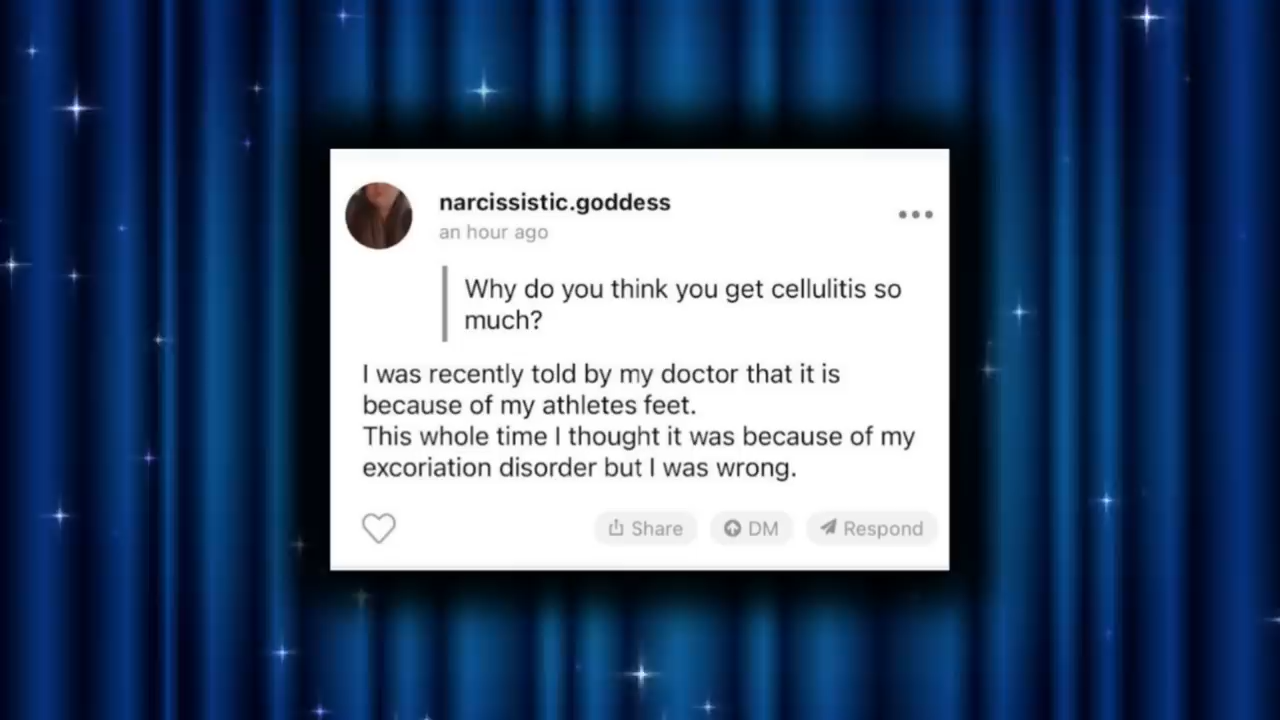 narcissistic.goddess
an hour ago
Why do you think you get cellulitis so
much?
I was recently told by my doctor that it is
because of my athletes feet.
This whole time I thought it was because of my
excoriation disorder but I was wrong.
Share DM Respond